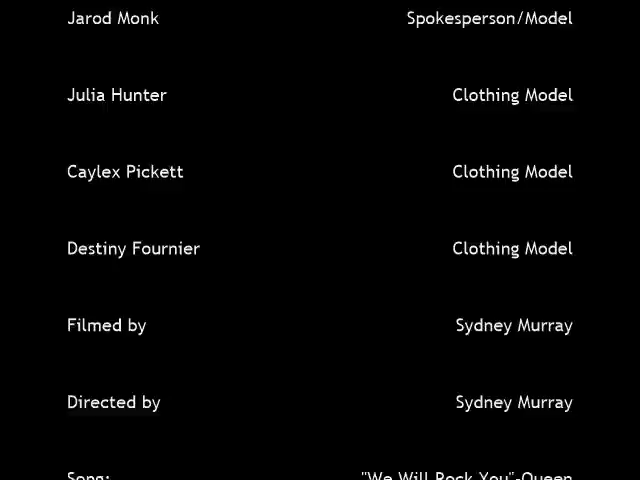 Jarod Monk Spokesperson/Model
Julia Hunter Clothing Model
Caylex Pickett Clothing Model
Destiny Fournier Clothing Model
Filmed by Sydney Murray
Directed by Sydney Murray
Song: "We Will Rock You"-Queen